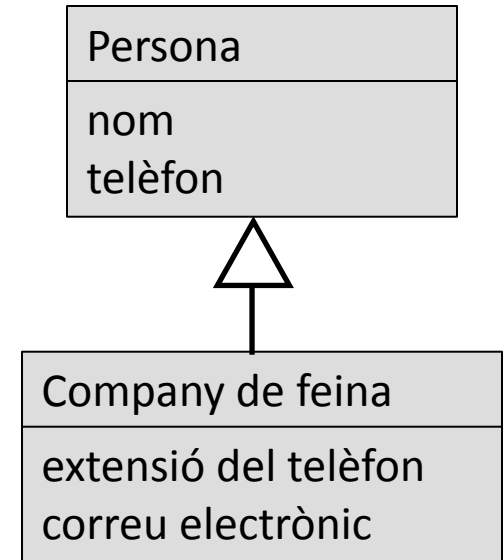 Persona
nom
telèfon
Company de feina
extensió del telèfon
correu electrònic